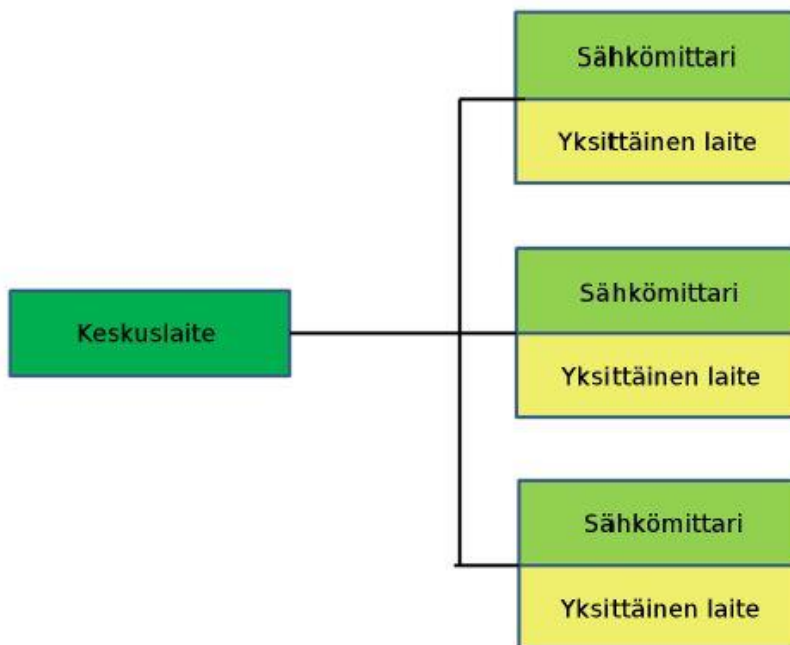 Sähkömittari
Yksittäinen laite
Keskuslaite
Sähkömittari
Yksittäinen laite
Sähkömittari
Yksittäinen laite